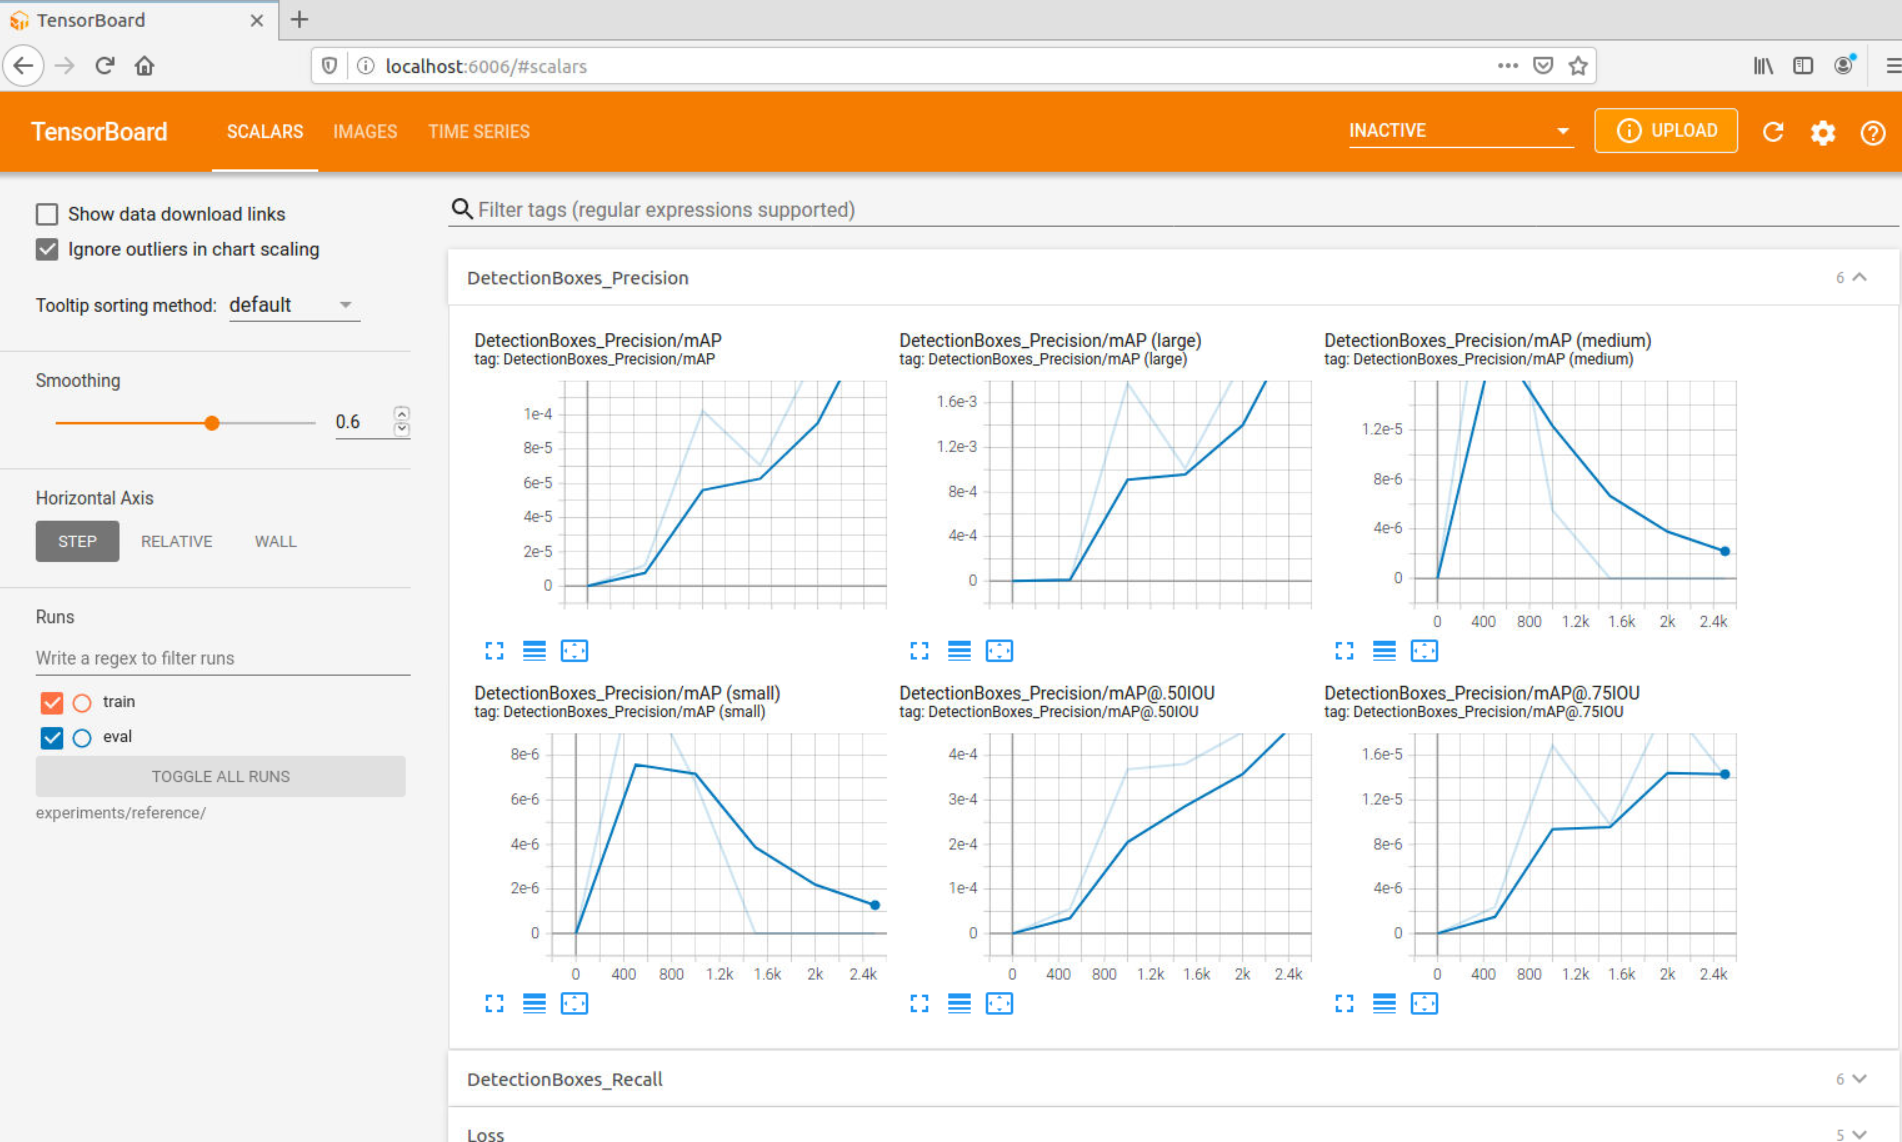 TensorBoard
localhost:6006/#scalars
TensorBoard SCALARS IMAGES TIME SERIES INACTIVE UPLOAD
Show data download links
Ignore outliers in chart scaling
Tooltip sorting method: default
Smoothing
0.6
Horizontal Axis
STEP RELATIVE WALL
Runs
Write a regex to filter runs
train
eval
TOGGLE ALL RUNS
experiments/reference/
Filter tags (regular expressions supported)
DetectionBoxes_Precision 6
DetectionBoxes_Precision/mAP
tag: DetectionBoxes_Precision/mAP
1e-4
8e-5
6e-5
4e-5
2e-5
0
DetectionBoxes_Precision/mAP (large)
tag: DetectionBoxes_Precision/mAP (large)
1.6e-3
1.2e-3
8e-4
4e-4
0
DetectionBoxes_Precision/mAP (medium)
tag: DetectionBoxes_Precision/mAP (medium)
1.2e-5
8e-6
4e-6
0
0 400 800 1.2k 1.6k 2k 2.4k
DetectionBoxes_Precision/mAP (small)
tag: DetectionBoxes_Precision/mAP (small)
8e-6
6e-6
4e-6
2e-6
0
0 400 800 1.2k 1.6k 2k 2.4k
DetectionBoxes_Precision/mAP@.50IOU
tag: DetectionBoxes_Precision/mAP@.50IOU
4e-4
3e-4
2e-4
1e-4
0
0 400 800 1.2k 1.6k 2k 2.4k
DetectionBoxes_Precision/mAP@.75IOU
tag: DetectionBoxes_Precision/mAP@.75IOU
1.6e-5
1.2e-5
8e-6
4e-6
0
0 400 800 1.2k 1.6k 2k 2.4k
DetectionBoxes_Recall 6
Loss 5